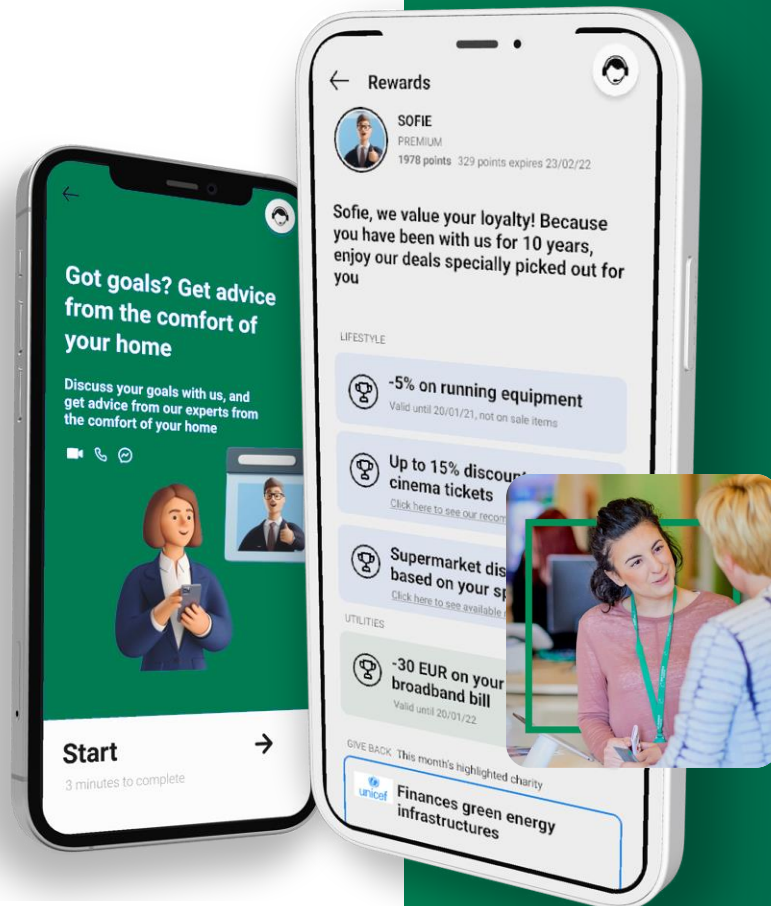 Got goals? Get advice
from the comfort of
your home
Discuss your goals with us, and
get advice from our experts from
the comfort of your home
Start
3 minutes to complete
Rewards
SOFIE
PREMIUM
1978 points 329 points expires 23/02/22
Sofie, we value your loyalty! Because
you have been with us for 10 years,
enjoy our deals specially picked out for
you
LIFESTYLE
-5% on running equipment
Valid until 20/01/21, not on sale items
Up to 15%
cinema tickets
Click here to see our
Supermarket
based on your
Click here to see available
UTILITIES
-30 EUR on your
broadband bill
Valid until 20/01/22
GIVE BACK This month's highlighted charity
unicef
Finances green energy
infrastructures